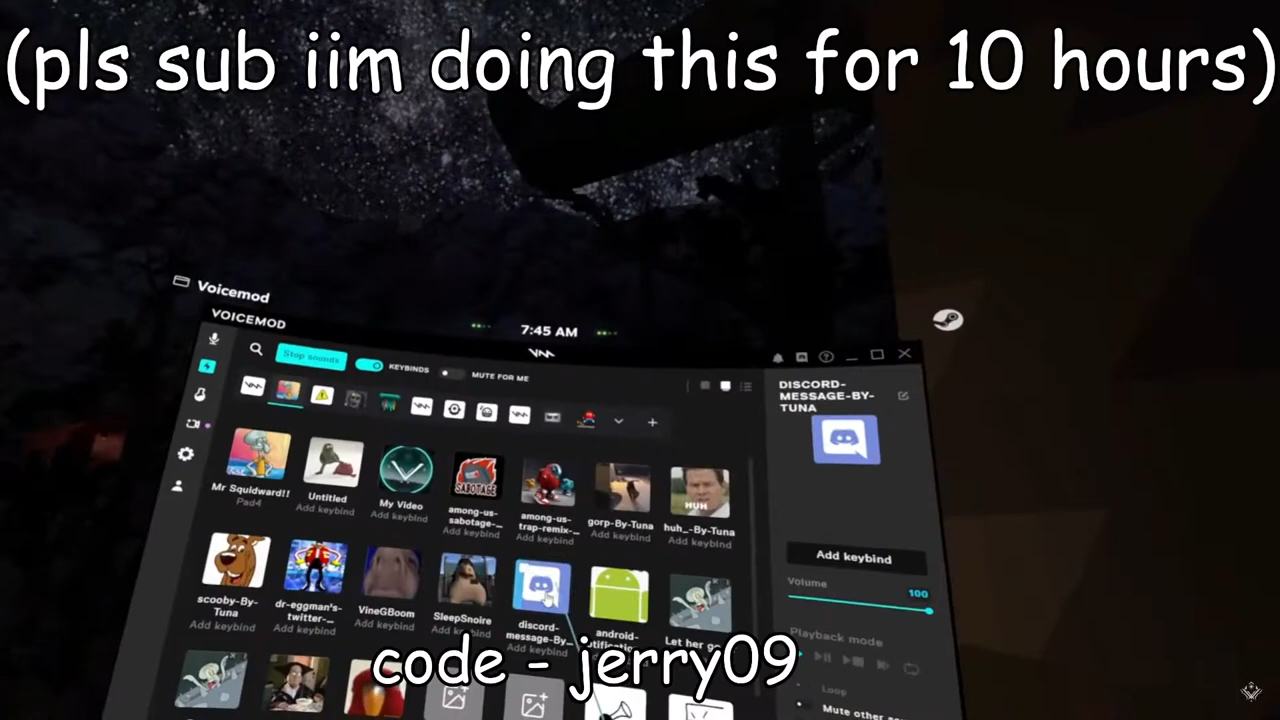 (pls sub iim doing this for 10 hours)
Voicemod
VOICEMOD
7:45 AM
Stop sounds
KEYBINDS
MUTE FOR ME
DISCORD-
MESSAGE-BY-
TUNA
Mr Squidward!!
Pad4
Untitled
Add keybind
My Video
Add keybind
among-us-
sabotage-...
Add keybind
among-us-
trap-remix-...
Add keybind
gorp-By-Tuna
Add keybind
HUH
huh_-By-Tuna
Add keybind
Add keybind
Volume
100
scooby-By-
Tuna
Add keybind
dr-eggman's-
twitter-...
Add keybind
VineGBoom
Add keybind
SleepSnoire
Add keybind
discord-
message-By...
Add keybind
android-
Let her go
Playback mode
Loop
code - jerry09